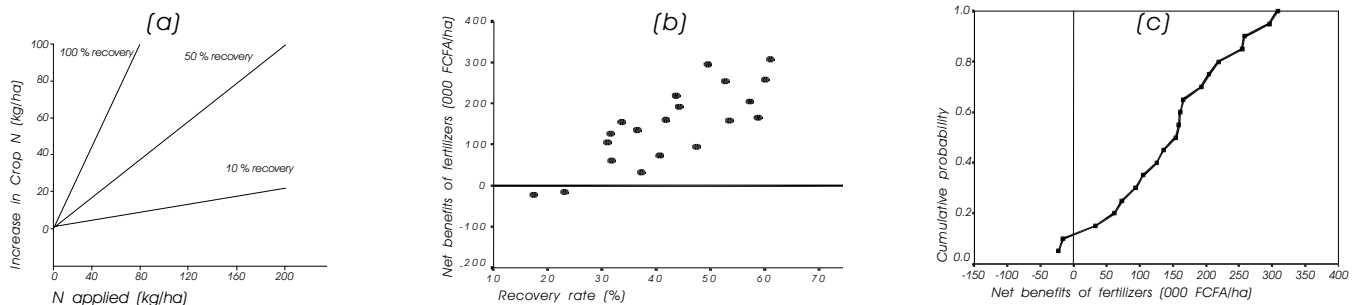 (a)
Increase in Crop N (kg/ha)
100
80
60
40
20
0
100 % recovery
50 % recovery
10 % recovery
0 40 80 120 160 200
N applied (kg/ha)
(b)
Net benefits of fertilizers (000 FCFA/ha)
400
300
200
100
0
-100
,200
10 20 30 40 50 60 70
Recovery rate (%)
(c)
Cumulative probability
1.0
0.8
0.6
0.4
0.2
0.0
-150 -100 -50 0 50 100 150 200 250 300 350 400
Net benefits of fertilizers (000 FCFA/ha)